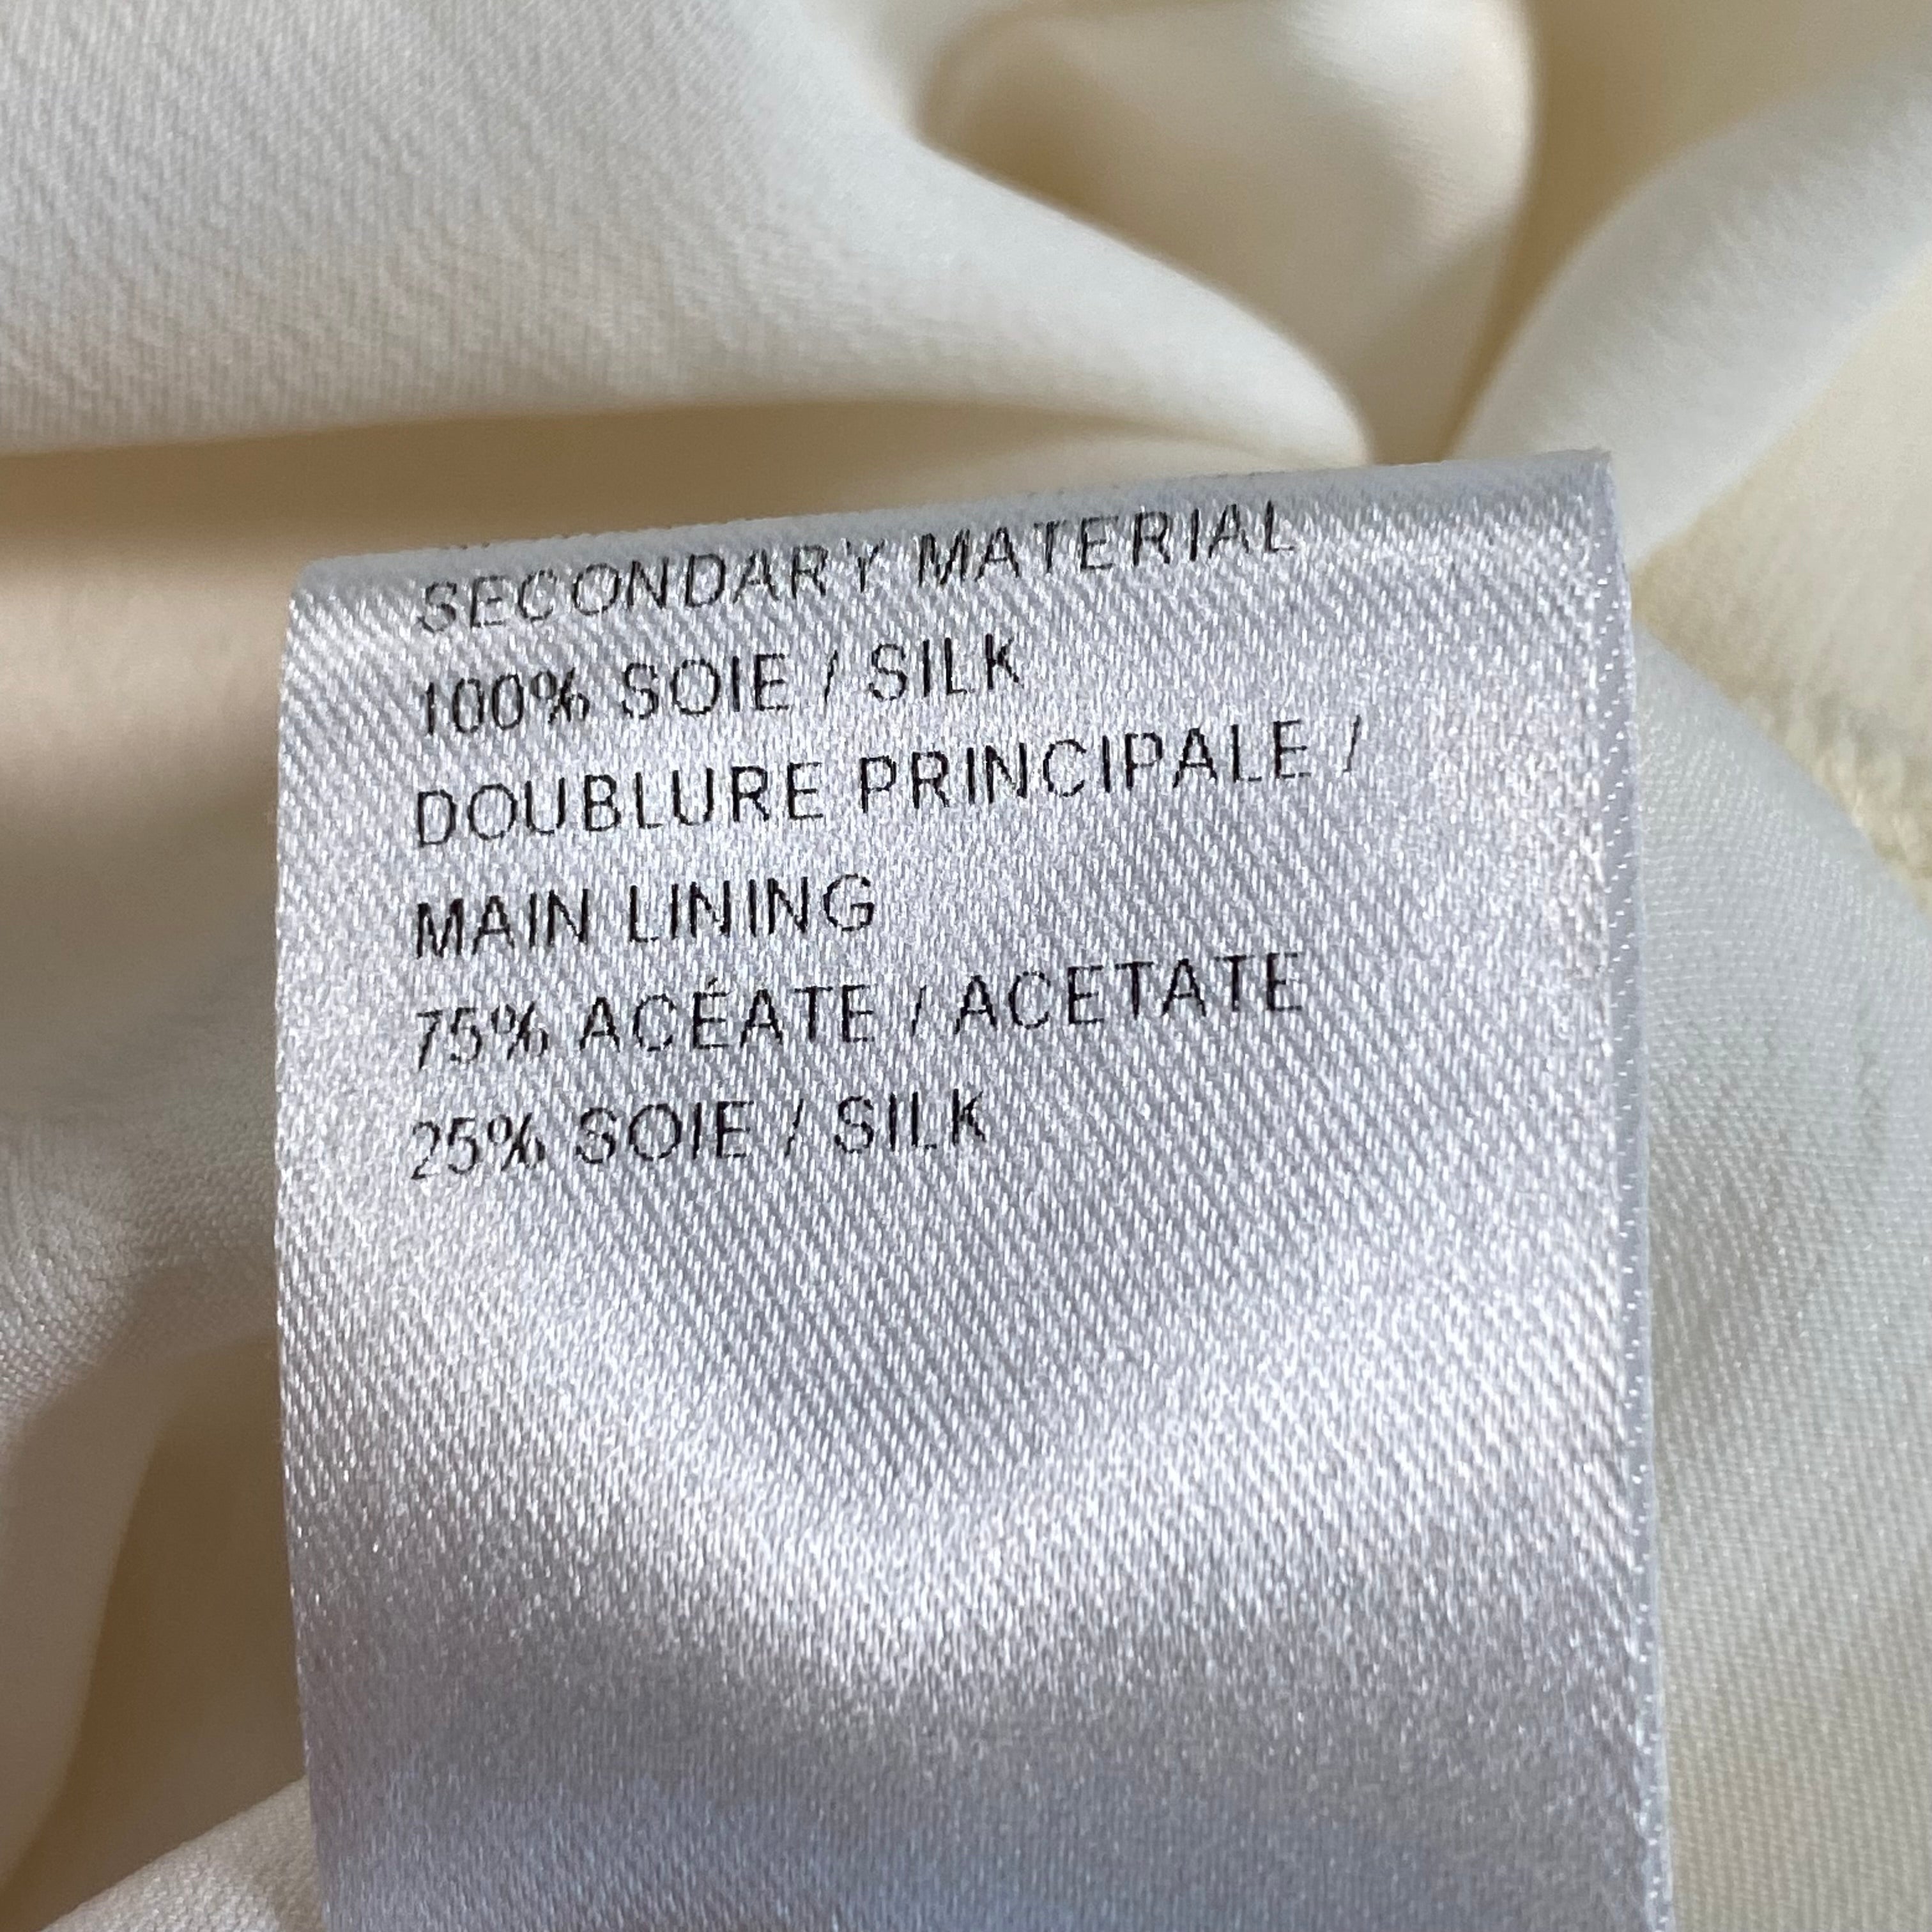 SECONDARY MATERIAL
100% SOIE / SILK
DOUBLURE PRINCIPALE /
MAIN LINING
75% ACÉATE / ACETATE
25% SOIE / SILK